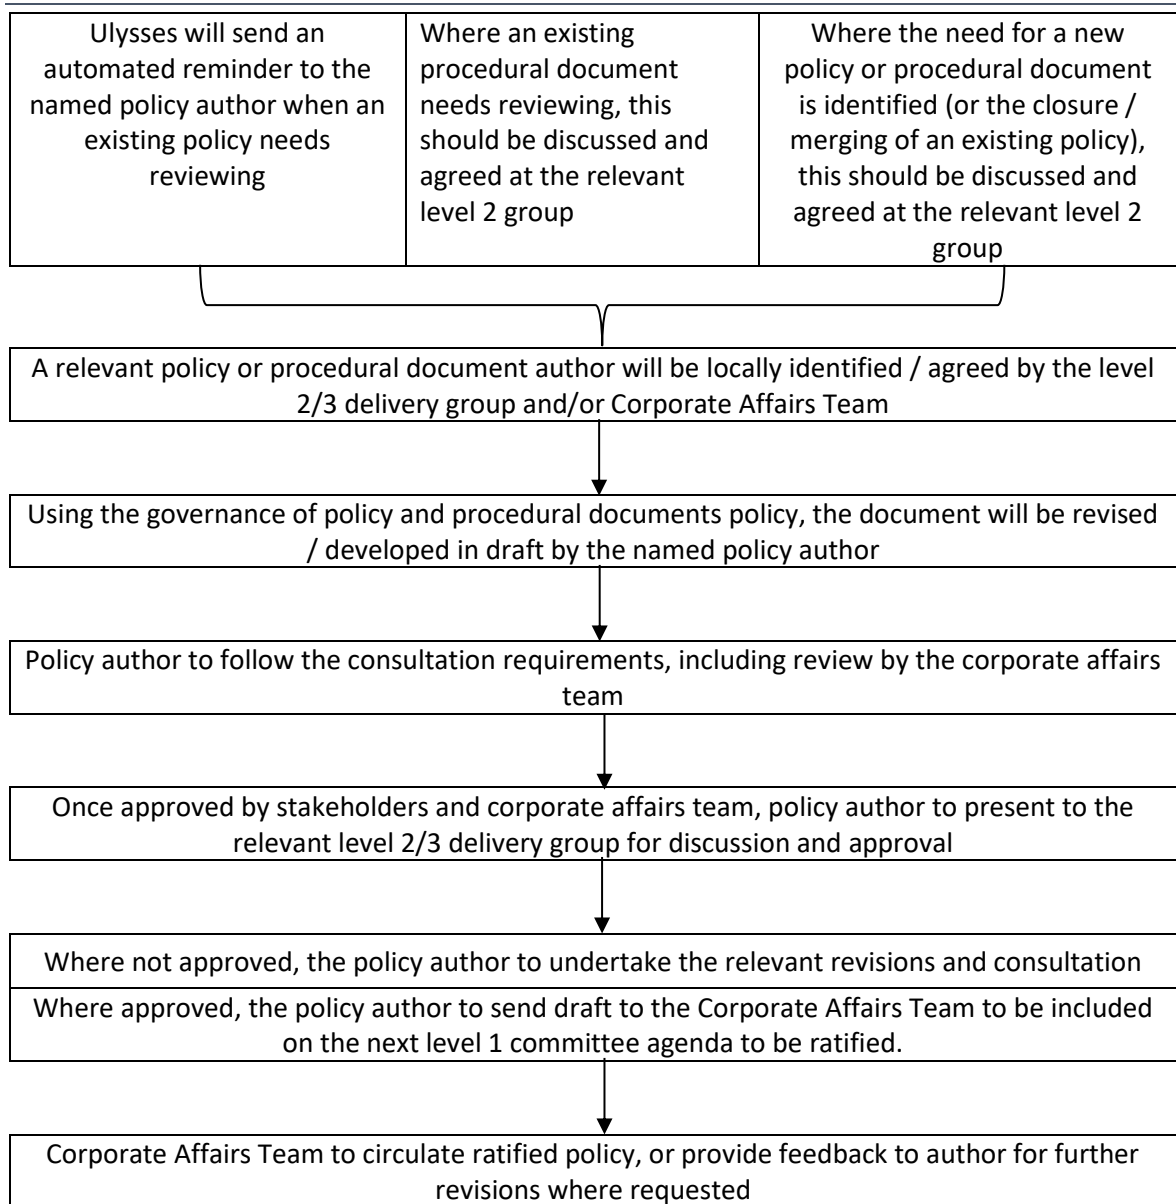 Ulysses will send an
automated reminder to the
named policy author when an
existing policy needs
reviewing
Where an existing
procedural document
needs reviewing, this
should be discussed and
agreed at the relevant
level 2 group
Where the need for a new
policy or procedural document
is identified (or the closure /
merging of an existing policy),
this should be discussed and
agreed at the relevant level 2
group
A relevant policy or procedural document author will be locally identified / agreed by the level
2/3 delivery group and/or Corporate Affairs Team
Using the governance of policy and procedural documents policy, the document will be revised
/ developed in draft by the named policy author
Policy author to follow the consultation requirements, including review by the corporate affairs
team
Once approved by stakeholders and corporate affairs team, policy author to present to the
relevant level 2/3 delivery group for discussion and approval
Where not approved, the policy author to undertake the relevant revisions and consultation
Where approved, the policy author to send draft to the Corporate Affairs Team to be included
on the next level 1 committee agenda to be ratified.
Corporate Affairs Team to circulate ratified policy, or provide feedback to author for further
revisions where requested